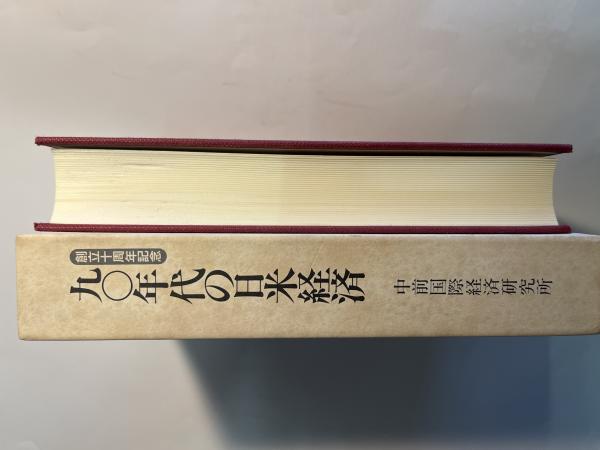 創立十周年記念
九〇年代の日米経済
中前国際経済研究所